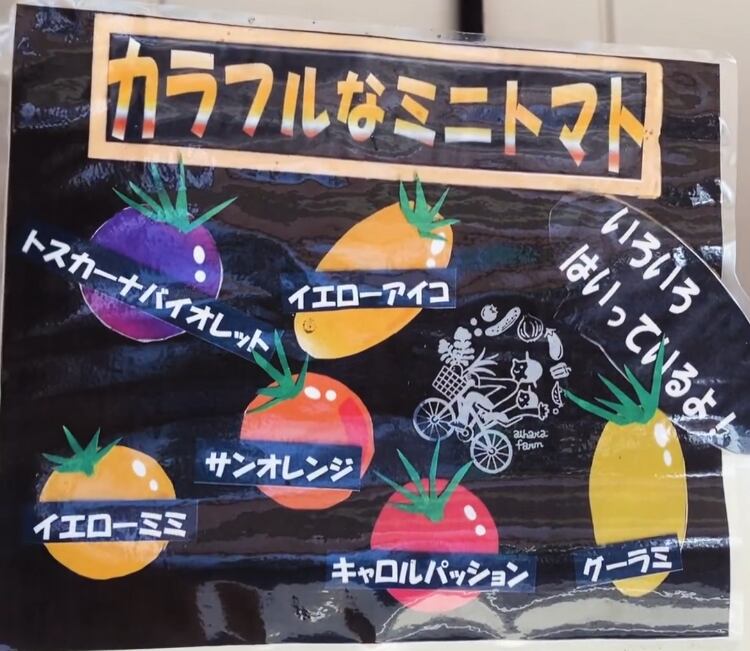 カラフルなミニトマト
いろいろ
はいっているよ!
トスカーナバイオレット
イエローアイコ
aihara
farm
サンオレンジ
イエローミミ
キャロルパッション
グーラミ